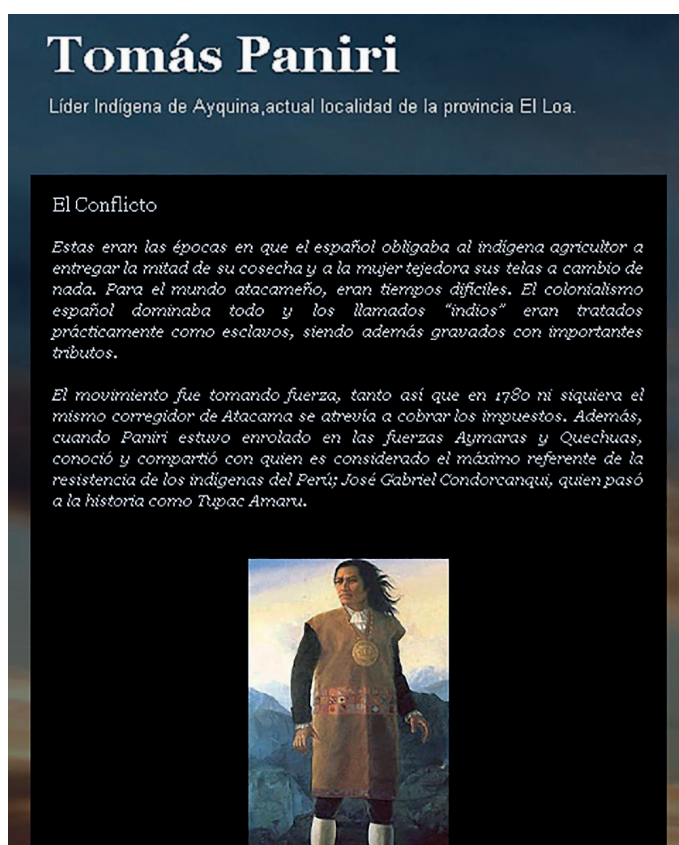 Tomás Paniri
Líder Indígena de Ayquina,actual localidad de la provincia El Loa.
El Conflicto
Estas eran las épocas en que el español obligaba al indígena agricultor a
entregar la mitad de su cosecha y a la mujer tejedora sus telas a cambio de
nada. Para el mundo atacameño, eran tiempos difíciles. El colonialismo
español dominaba todo y los llamados "indios" eran tratados
prácticamente como esclavos, siendo además gravados con importantes
tributos.
El movimiento fue tomando fuerza, tanto así que en 1780 ni siquiera el
mismo corregidor de Atacama se atrevía a cobrar los impuestos. Además,
cuando Paniri estuvo enrolado en las fuerzas Aymaras y Quechuas,
conoció y compartió con quien es considerado el máximo referente de la
resistencia de los indígenas del Perú; José Gabriel Condorcanqui, quien pasó
a la historia como Tupac Amaru.